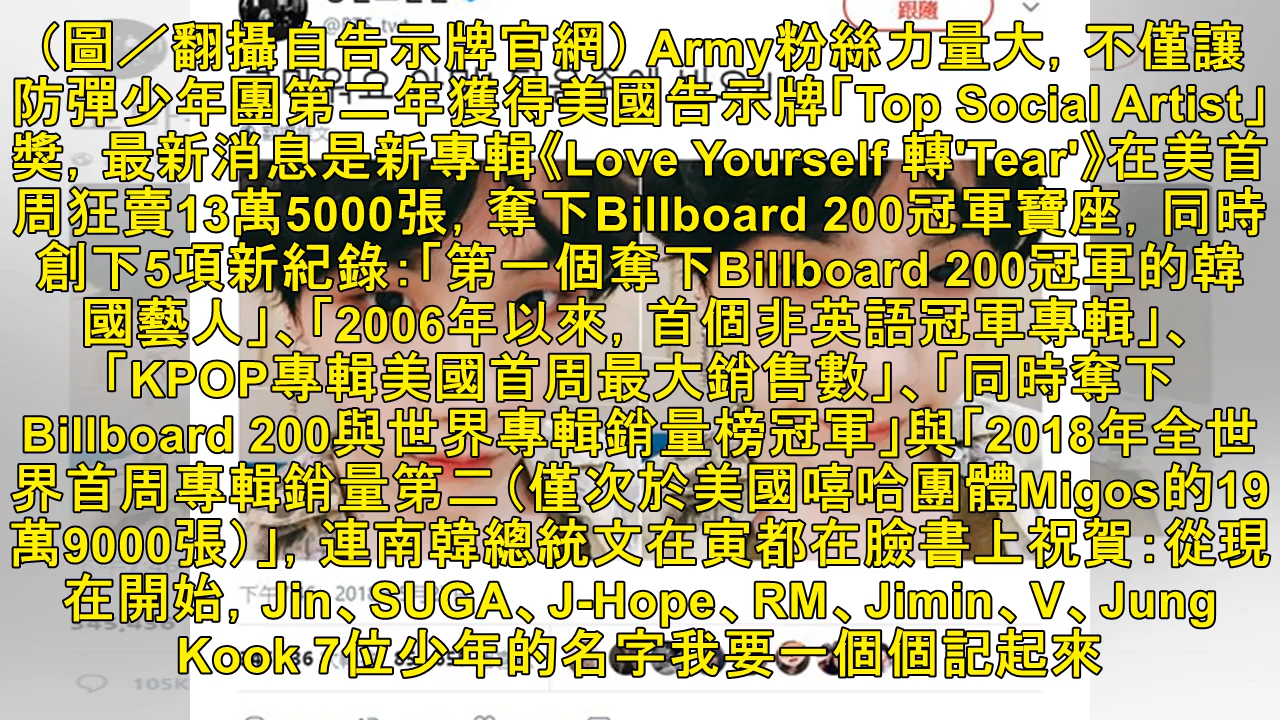 (圖／翻攝自告示牌官網) Army粉絲力量大, 不僅讓
防彈少年團第二年獲得美國告示牌｢Top Social Artist｣
獎, 最新消息是新專輯《Love Yourself 轉'Tear'》在美首
周狂賣13萬5000張, 奪下Billboard 200冠軍寶座, 同時
創下5項新紀錄:｢第一個奪下Billboard 200冠軍的韓
國藝人｣、｢2006年以來, 首個非英語冠軍專輯｣、
｢KPOP專輯美國首周最大銷售數｣、｢同時奪下
Billboard 200與世界專輯銷量榜冠軍｣與｢2018年全世
界首周專輯銷量第二(僅次於美國嘻哈團體Migos的19
萬9000張)｣, 連南韓總統文在寅都在臉書上祝賀:從現
在開始, Jin、SUGA、J-Hope、RM、Jimin、V、Jung
Kook 7位少年的名字我要一個個記起來
跟隨
105K